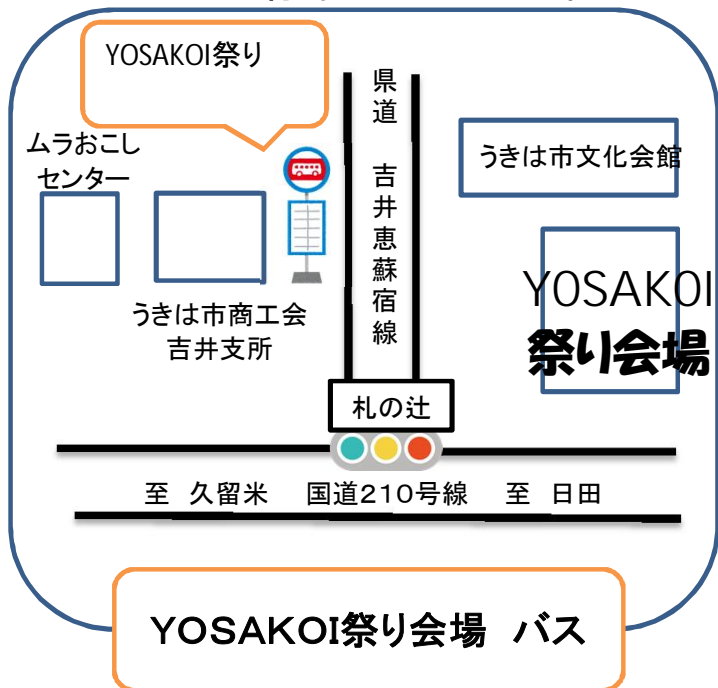 YOSAKOI祭り
県道 吉井恵蘇宿線
ムラおこし
センター
うきは市文化会館
うきは市商工会
吉井支所
YOSAKOI
祭り会場
札の辻
至 久留米 国道210号線 至 日田
YOSAKOI祭り会場 バス